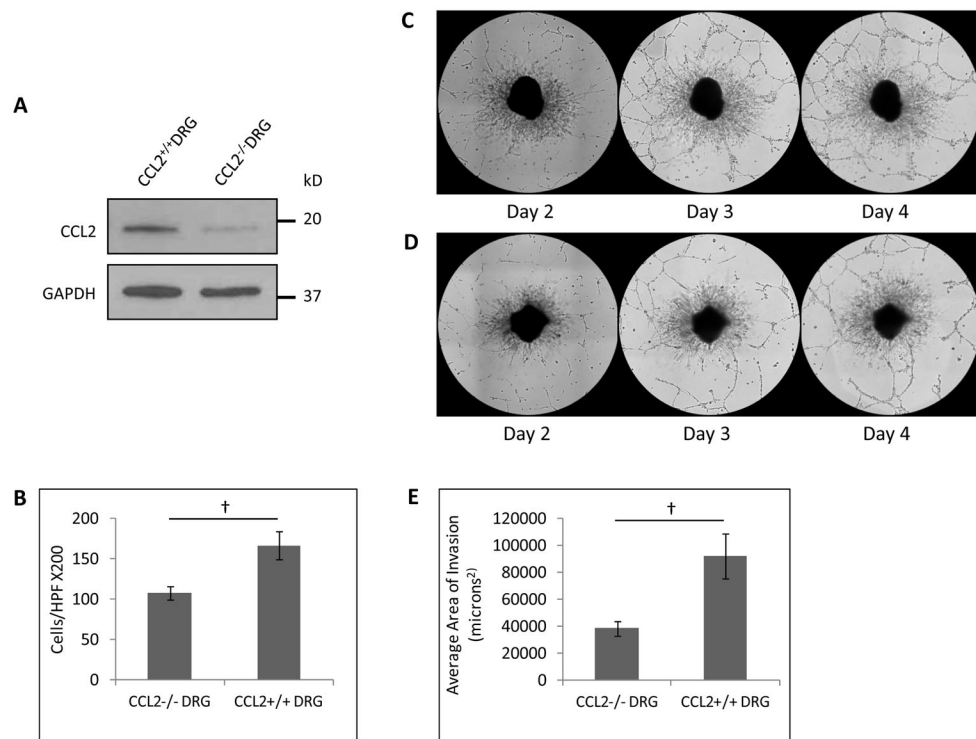 A
CCL2+/+DRG
CCL2-/-DRG
kD
CCL2
20
GAPDH
37
B
†
Cells/HPF X200
200
150
100
50
0
CCL2-/- DRG
CCL2+/+ DRG
C
Day 2
Day 3
Day 4
D
Day 2
Day 3
Day 4
E
†
Average Area of Invasion
(microns2)
120000
100000
80000
60000
40000
20000
0
CCL2-/- DRG
CCL2+/+ DRG